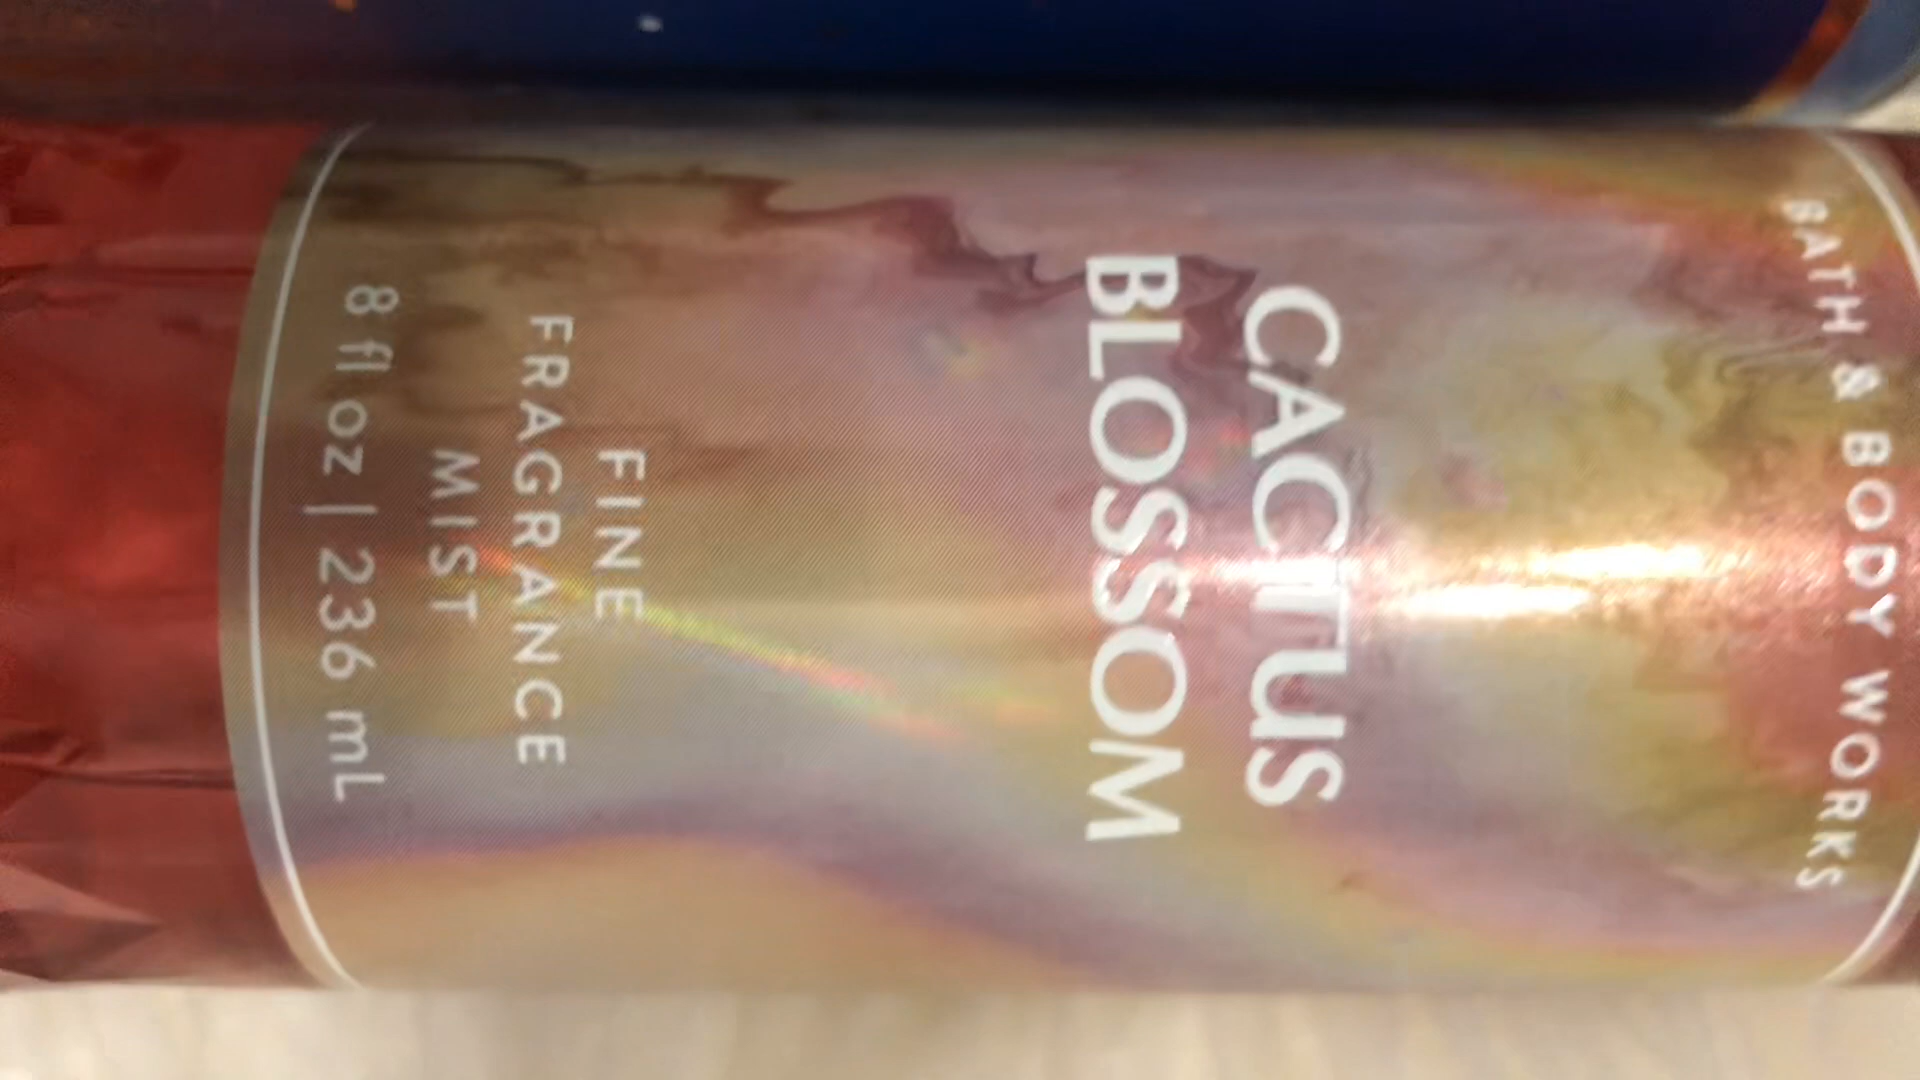 BATH & BODY WORKS
CACTUS
BLOSSOM
FINE
FRAGRANCE
MIST
8 fl oz | 236 mL